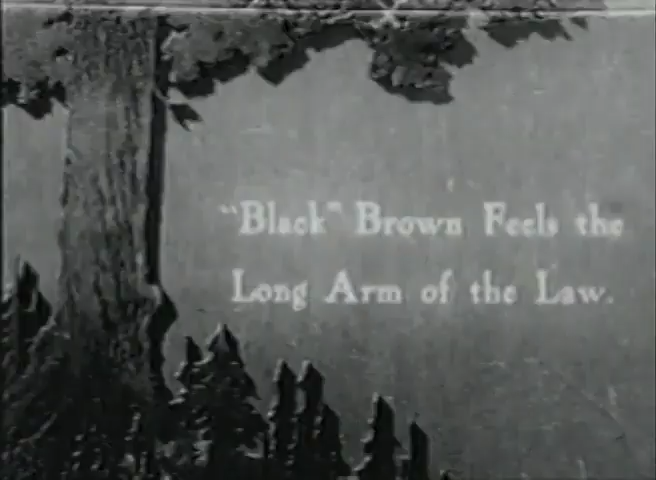 "Black" Brown Feels the
Long Arm of the Law.